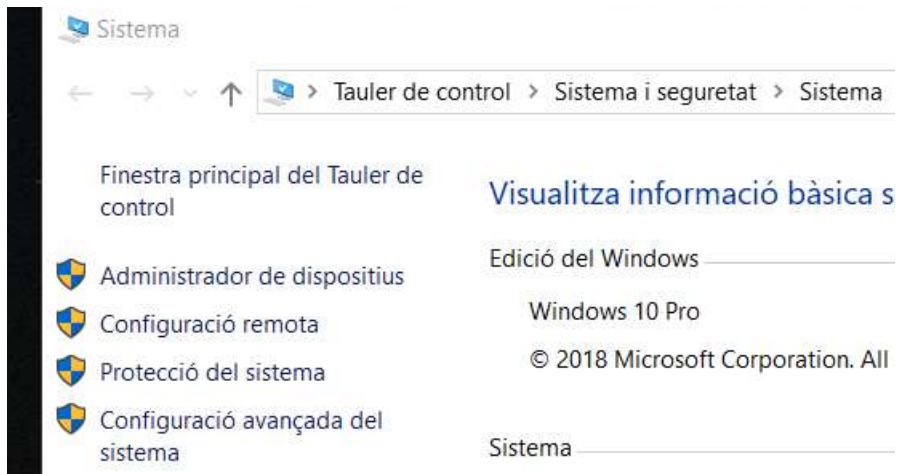 Sistema
Tauler de control > Sistema i seguretat > Sistema
Finestra principal del Tauler de
control
Administrador de dispositius
Configuració remota
Protecció del sistema
Configuració avançada del
sistema
Visualitza informació bàsica s
Edició del Windows
Windows 10 Pro
© 2018 Microsoft Corporation. All
Sistema